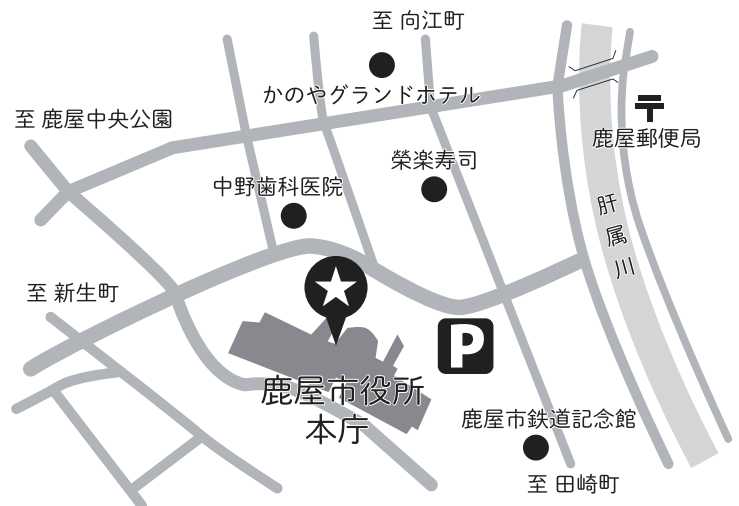 至 向江町
かのやグランドホテル
至 鹿屋中央公園
鹿屋郵便局
榮楽寿司
中野歯科医院
肝属川
至 新生町
P
鹿屋市役所
本庁
鹿屋市鉄道記念館
至 田崎町